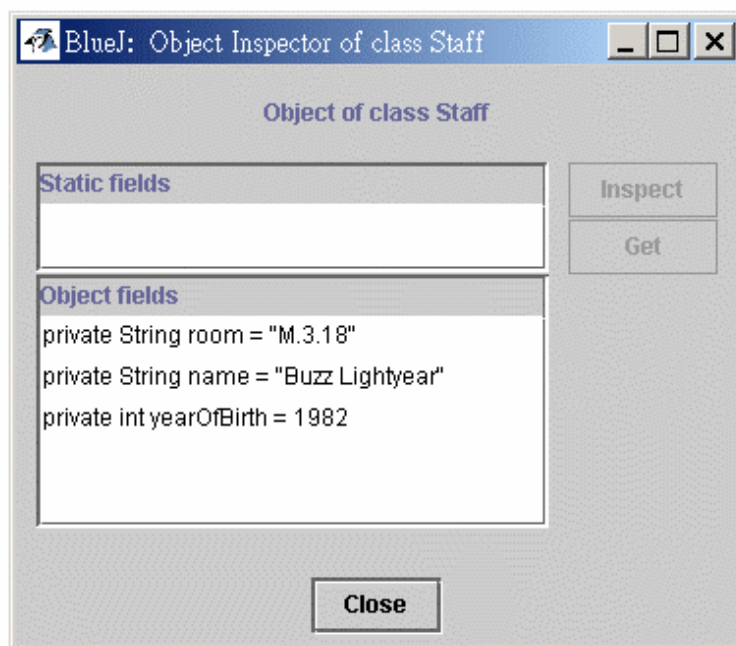 BlueJ: Object Inspector of class Staff
Object of class Staff
Static fields
Inspect
Get
Object fields
private String room = "M.3.18"
private String name = "Buzz Lightyear"
private int yearOfBirth = 1982
Close